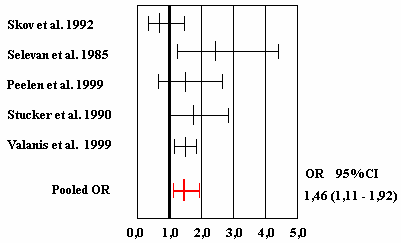 Skov et al. 1992
Selevan et al. 1985
Peelen et al. 1999
Stucker et al. 1990
Valanis et al. 1999
Pooled OR
OR 95%CI
1,46 (1,11 - 1,92)
0,0 1,0 2,0 3,0 4,0 5,0